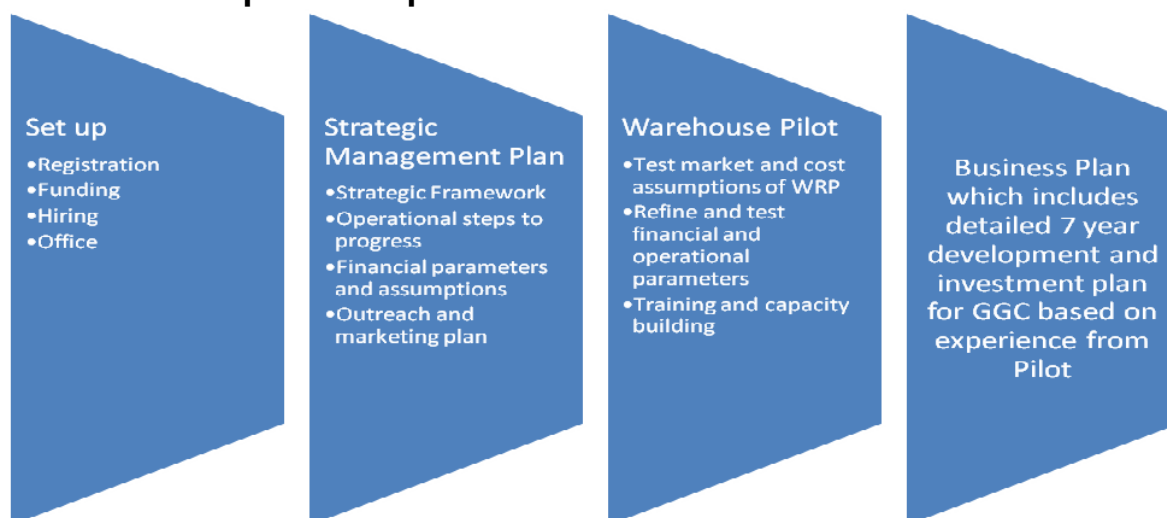 Set up
•Registration
•Funding
•Hiring
•Office
Strategic
Management Plan
•Strategic Framework
•Operational steps to
progress
•Financial parameters
and assumptions
•Outreach and
marketing plan
Warehouse Pilot
•Test market and cost
assumptions of WRP
•Refine and test
financial and
operational
parameters
•Training and capacity
building
Business Plan
which includes
detailed 7 year
development and
investment plan
for GGC based on
experience from
Pilot